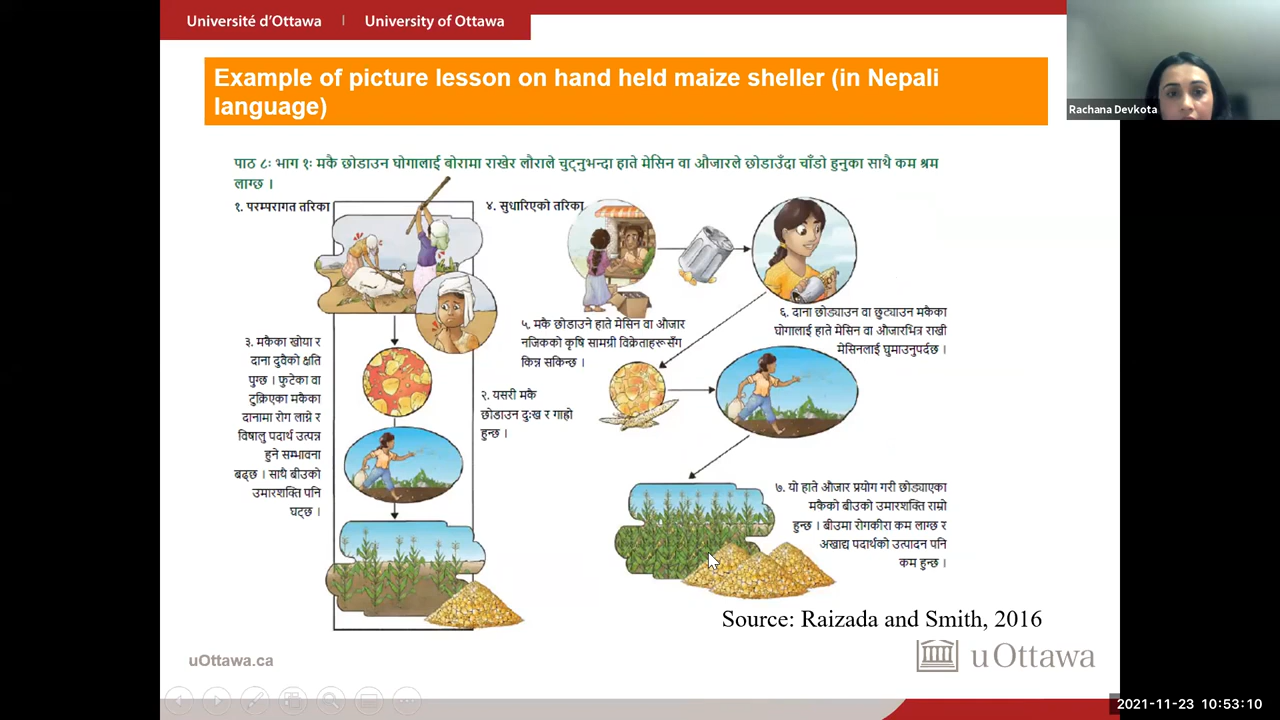 Université d'Ottawa | University of Ottawa
Rachana Devkota
Example of picture lesson on hand held maize sheller (in Nepali
language)
पाठ ८ः भाग १ः मकै छोडाउन घोगालाई बोरामा राखेर लौराले चुट्नुभन्दा हाते मेसिन वा औजारले छोडाउँदा चाँडो हुनुका साथै कम श्रम
लाग्छ ।
१. परम्परागत तरिका
३. मकैका खोया र
दाना दुवैको क्षति
पुग्छ । फुटेका वा
टुक्रिएका मकैका
दानामा रोग लाग्ने र
विषालु पदार्थ उत्पन्न
हुने सम्भावना
बढ्छ । साथै बीउको
उमारशक्ति पनि
घट्छ ।
२. यसरी मकै
छोडाउन दुःख र गाह्रो
हुन्छ ।
४. सुधारिएको तरिका
५. मकै छोडाउने हाते मेसिन वा औजार
नजिकको कृषि सामग्री विक्रेताहरूसँग
किन्न सकिन्छ ।
६. दाना छोड्याउन वा छुट्याउन मकैका
घोगालाई हाते मेसिन वा औजारभित्र राखी
मेसिनलाई घुमाउनुपर्दछ ।
७. यो हाते औजार प्रयोग गरी छोड्याएका
मकैको बीउको उमारशक्ति राम्रो
हुन्छ । बीउमा रोगकीरा कम लाग्छ र
अखाद्य पदार्थको उत्पादन पनि
कम हुन्छ ।
Source: Raizada and Smith, 2016
uOttawa.ca
uOttawa
2021-11-23 10:53:10